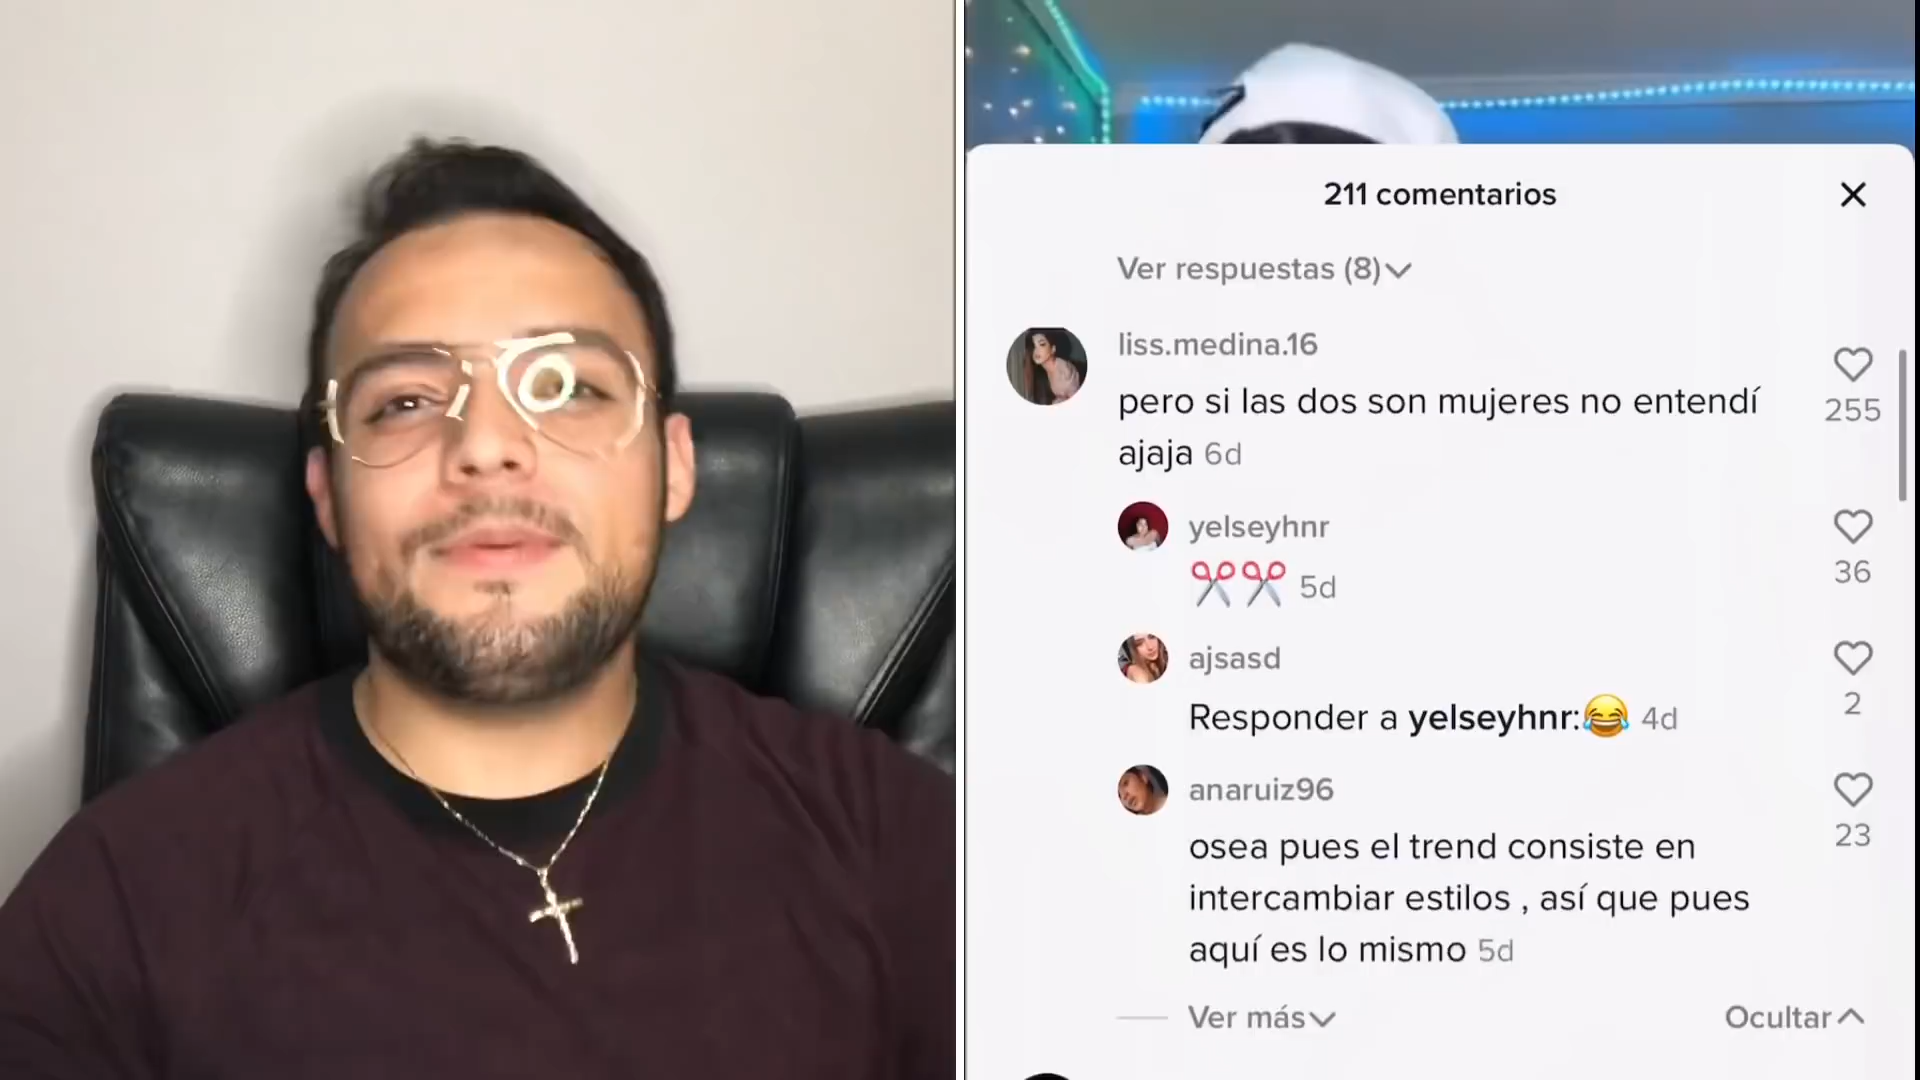 211 comentarios
Ver respuestas (8)
liss.medina.16
pero si las dos son mujeres no entendí
ajaja 6d
255
yelseyhnr
5d
36
ajsasd
Responder a yelseyhnr:😂 4d
2
anaruiz96
osea pues el trend consiste en
intercambiar estilos , así que pues
aquí es lo mismo 5d
23
Ver más
Ocultar